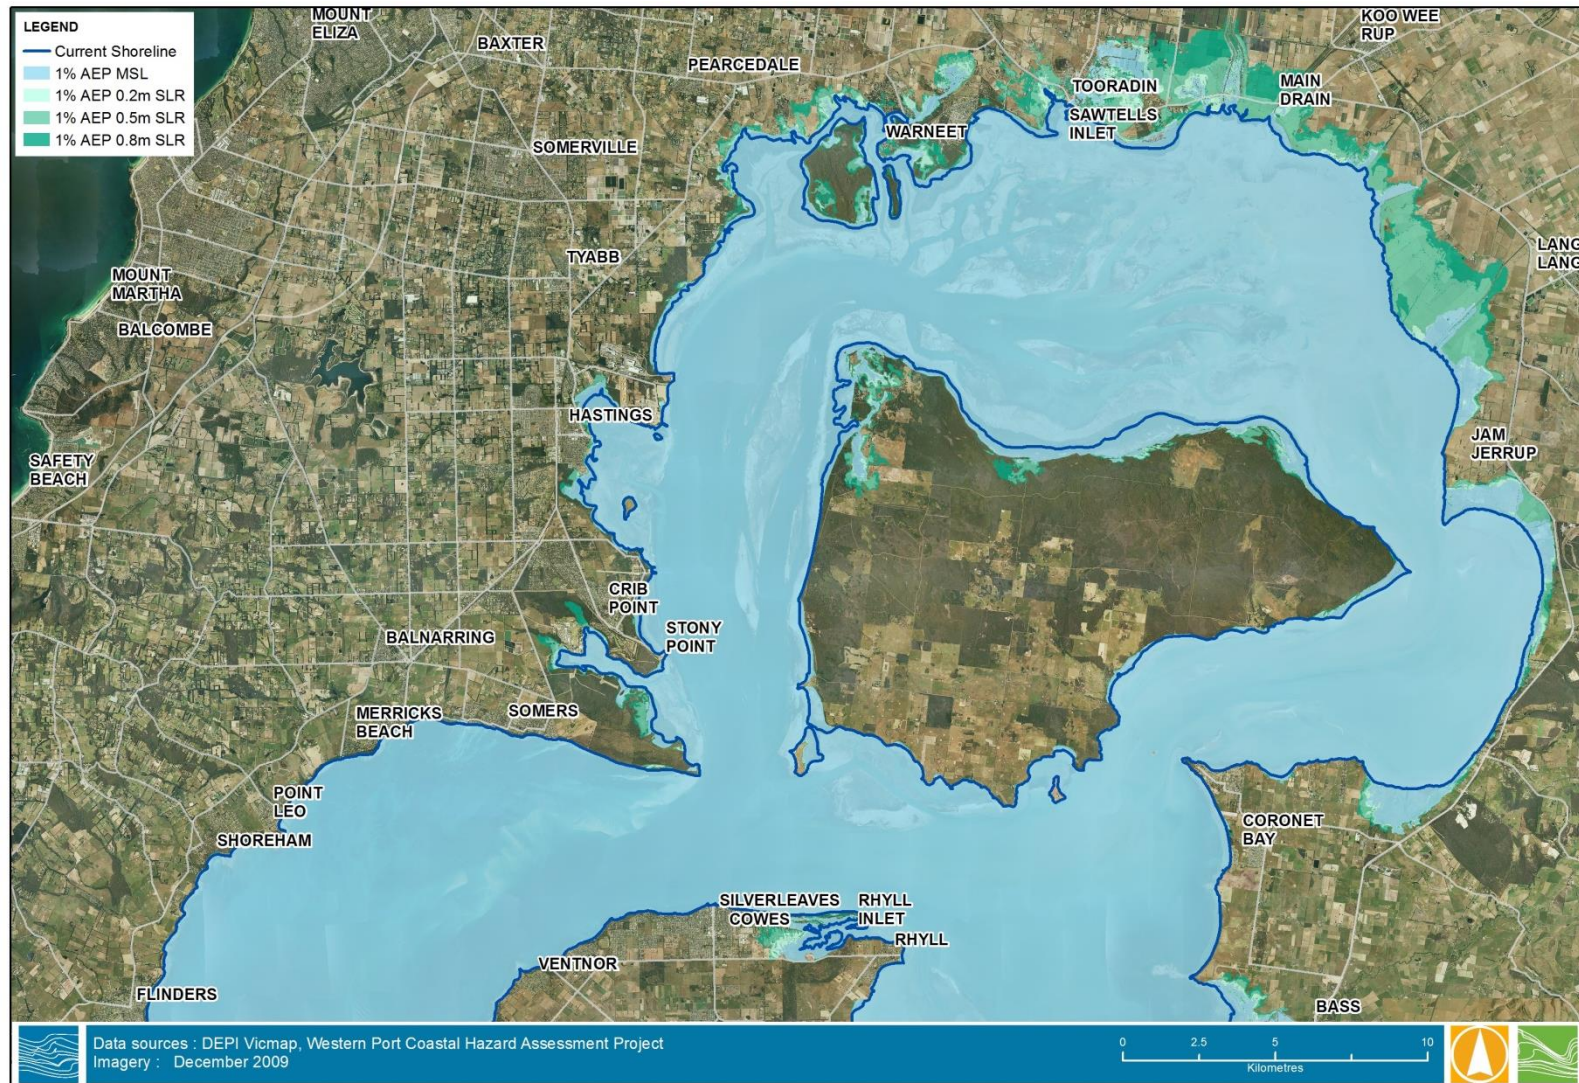 LEGEND
Current Shoreline
1% AEP MSL
1% AEP 0.2m SLR
1% AEP 0.5m SLR
1% AEP 0.8m SLR
MOUNT
ELIZA
BAXTER
PEARCEDALE
KOO WEE
RUP
TOORADIN
MAIN
DRAIN
SAWTELLS
INLET
WARNEET
SOMERVILLE
TYABB
LANG
LANG
MOUNT
MARTHA
BALCOMBE
HASTINGS
JAM
JERRUP
SAFETY
BEACH
CRIB
POINT
STONY
POINT
BALNARRING
MERRICKS
BEACH
SOMERS
POINT
LEO
SHOREHAM
CORONET
BAY
SILVERLEAVES
COWES
RHYLL
INLET
RHYLL
VENTNOR
FLINDERS
BASS
Data sources : DEPI Vicmap, Western Port Coastal Hazard Assessment Project
Imagery : December 2009
0 2.5 5 10
Kilometres